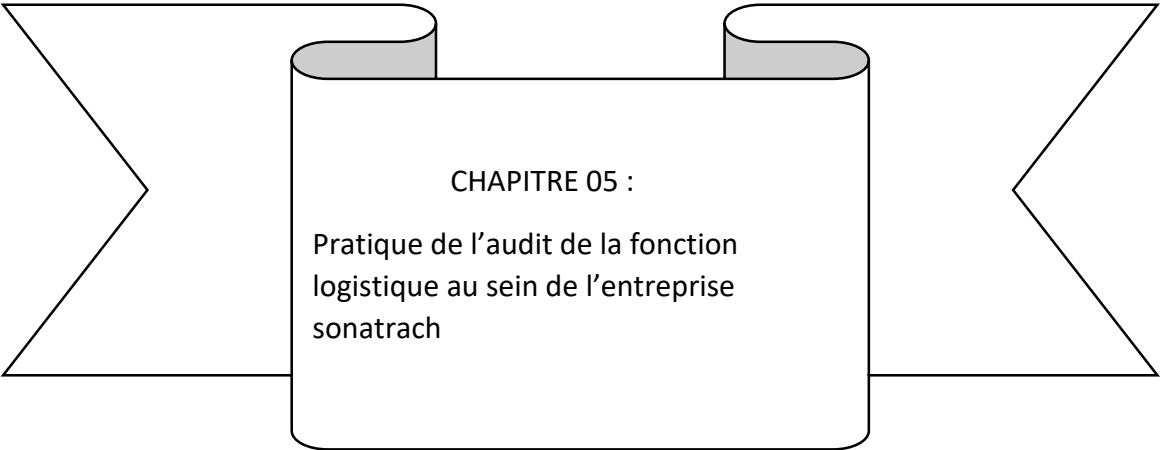 CHAPITRE 05 :
Pratique de l’audit de la fonction
logistique au sein de l’entreprise
sonatrach